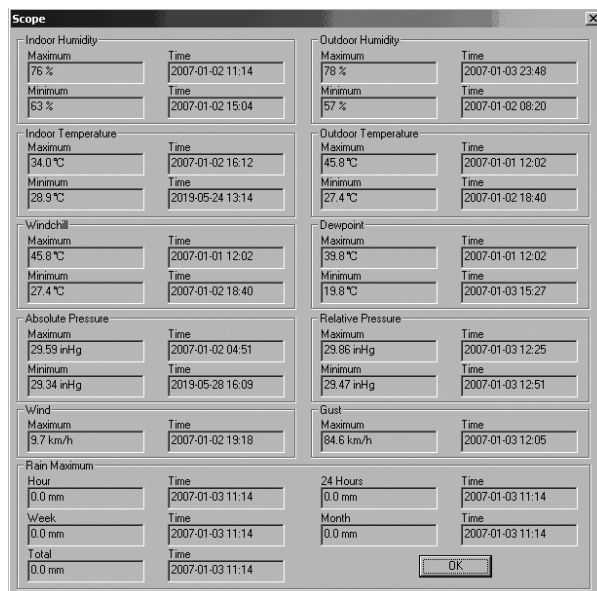 Scope
Indoor Humidity
Maximum Time
76 % 2007-01-02 11:14
Minimum Time
63 % 2007-01-02 15:04
Outdoor Humidity
Maximum Time
78 % 2007-01-03 23:48
Minimum Time
57 % 2007-01-02 08:20
Indoor Temperature
Maximum Time
34.0 ℃ 2007-01-02 16:12
Minimum Time
28.9 ℃ 2019-05-24 13:14
Outdoor Temperature
Maximum Time
45.8 ℃ 2007-01-01 12:02
Minimum Time
27.4 ℃ 2007-01-02 18:40
Windchill
Maximum Time
45.8 ℃ 2007-01-01 12:02
Minimum Time
27.4 ℃ 2007-01-02 18:40
Dewpoint
Maximum Time
39.8 ℃ 2007-01-01 12:02
Minimum Time
19.8 ℃ 2007-01-03 15:27
Absolute Pressure
Maximum Time
29.59 inHg 2007-01-02 04:51
Minimum Time
29.34 inHg 2019-05-28 16:09
Relative Pressure
Maximum Time
29.86 inHg 2007-01-03 12:25
Minimum Time
29.47 inHg 2007-01-03 12:51
Wind
Maximum Time
9.7 km/h 2007-01-02 19:18
Gust
Maximum Time
84.6 km/h 2007-01-03 12:05
Rain Maximum
Hour Time 24 Hours Time
0.0 mm 2007-01-03 11:14 0.0 mm 2007-01-03 11:14
Week Time Month Time
0.0 mm 2007-01-03 11:14 0.0 mm 2007-01-03 11:14
Total Time
0.0 mm 2007-01-03 11:14
OK